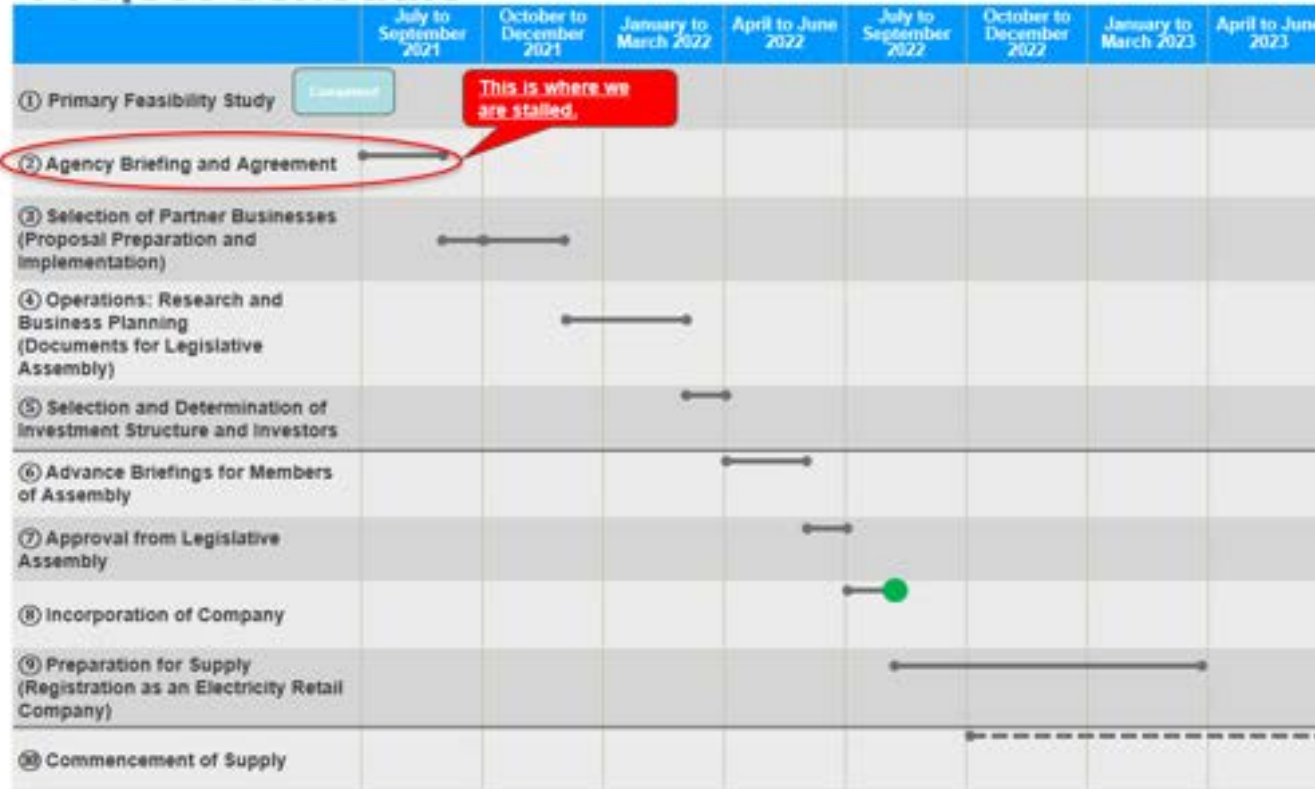 July to
September
2021
October to
December
2021
January to
March 2022
April to June
2022
July to
September
2022
October to
December
2022
January to
March 2023
April to June
2023
① Primary Feasibility Study
Completed
This is where we
are stalled.
② Agency Briefing and Agreement
③ Selection of Partner Businesses
(Proposal Preparation and
Implementation)
④ Operations: Research and
Business Planning
(Documents for Legislative
Assembly)
⑤ Selection and Determination of
Investment Structure and Investors
⑥ Advance Briefings for Members
of Assembly
⑦ Approval from Legislative
Assembly
⑧ Incorporation of Company
⑨ Preparation for Supply
(Registration as an Electricity Retail
Company)
Commencement of Supply